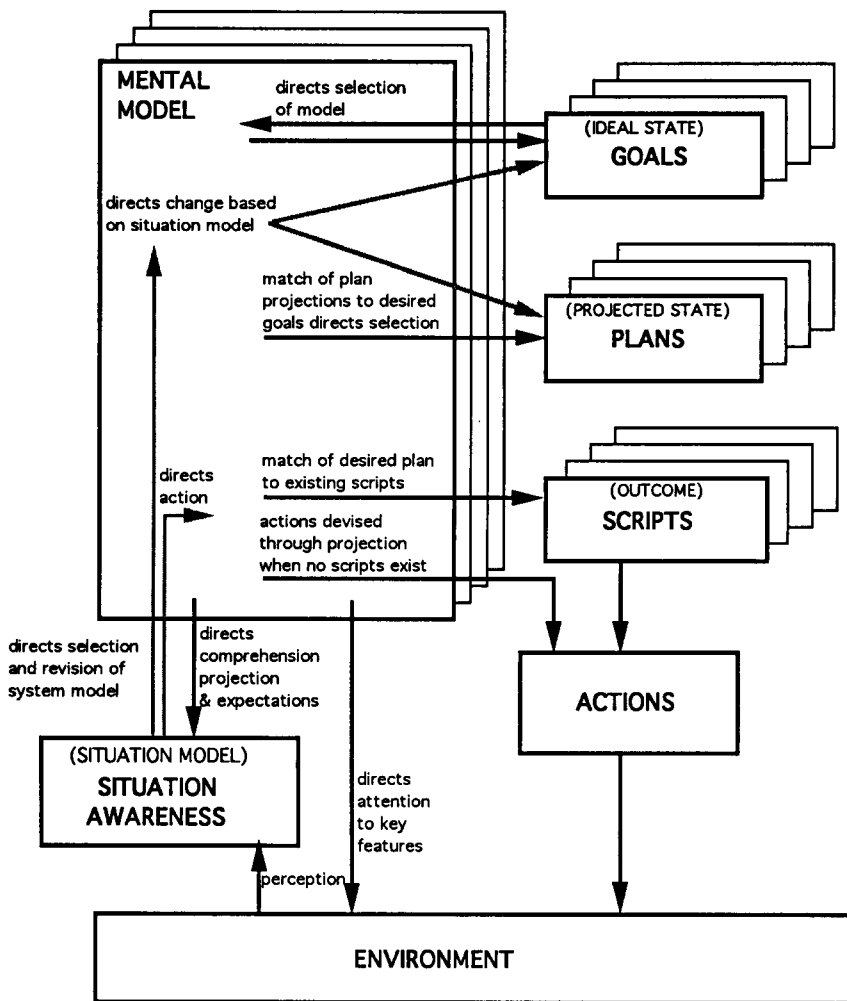 MENTAL
MODEL
directs selection
of model
(IDEAL STATE)
GOALS
directs change based
on situation model
match of plan
projections to desired
goals directs selection
(PROJECTED STATE)
PLANS
directs
action
match of desired plan
to existing scripts
(OUTCOME)
SCRIPTS
actions devised
through projection
when no scripts exist
directs selection
and revision of
system model
directs
comprehension
projection
& expectations
ACTIONS
(SITUATION MODEL)
SITUATION
AWARENESS
directs
attention
to key
features
perception
ENVIRONMENT